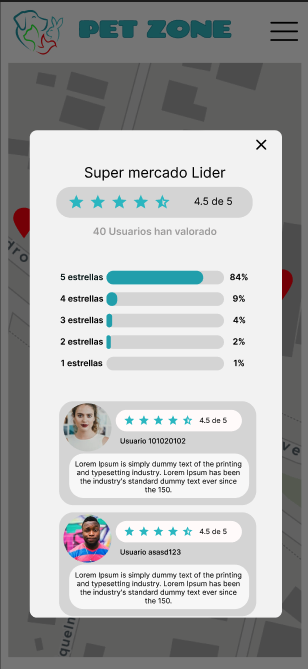 PET ZONE
Super mercado Lider
4.5 de 5
40 Usuarios han valorado
5 estrellas 84%
4 estrellas 9%
3 estrellas 4%
2 estrellas 2%
1 estrellas 1%
4.5 de 5
Usuario 101020102
Lorem Ipsum is simply dummy text of the printing
and typesetting industry. Lorem Ipsum has been
the industry's standard dummy text ever since
the 150.
4.5 de 5
Usuario asasd123
Lorem Ipsum is simply dummy text of the printing
and typesetting industry. Lorem Ipsum has been
the industry's standard dummy text ever since
the 150.